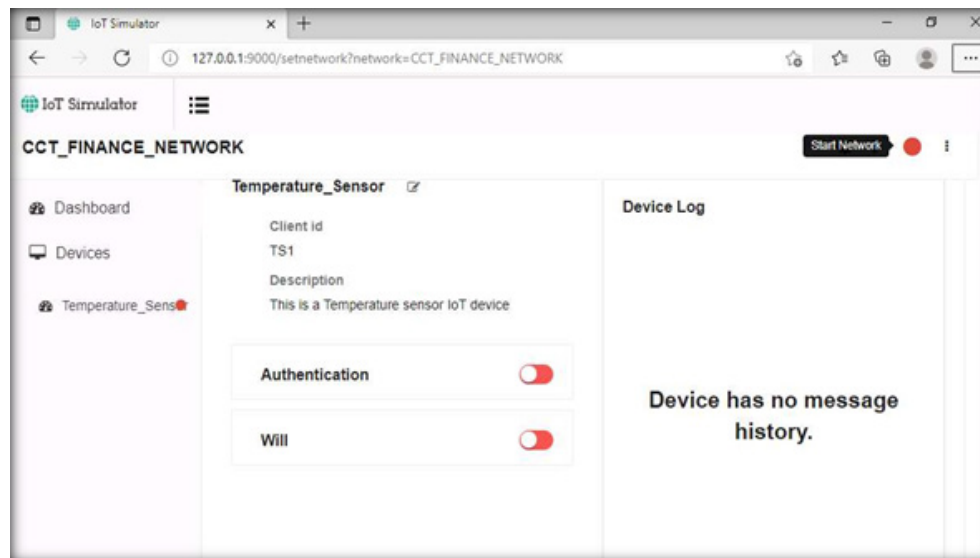 IoT Simulator
127.0.0.1:9000/setnetwork?network=CCT_FINANCE_NETWORK
IoT Simulator
CCT_FINANCE_NETWORK
Start Network
Dashboard
Devices
Temperature_Sensor
Temperature_Sensor
Client id
TS1
Description
This is a Temperature sensor IoT device
Authentication
Will
Device Log
Device has no message
history.